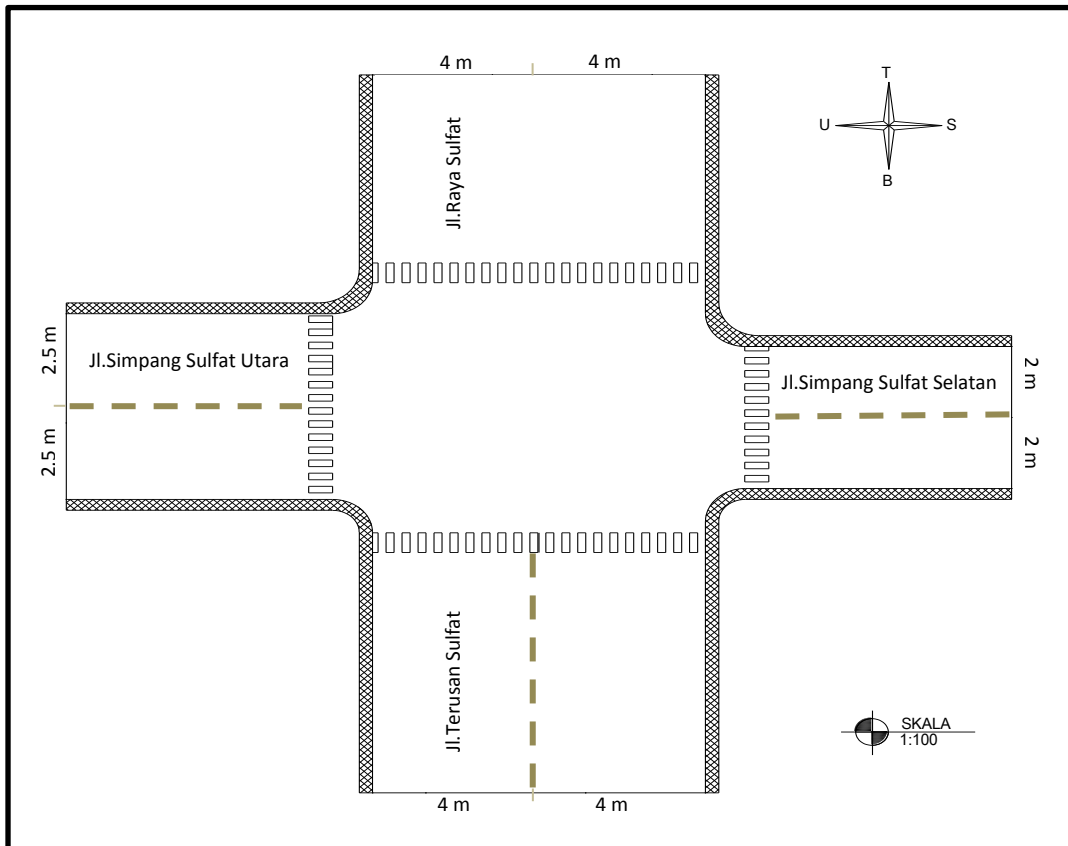 4 m
4 m
T
U
S
B
Jl.Raya Sulfat
2.5 m
2.5 m
Jl.Simpang Sulfat Utara
Jl.Simpang Sulfat Selatan
2 m
2 m
Jl.Terusan Sulfat
SKALA
1:100
4 m
4 m